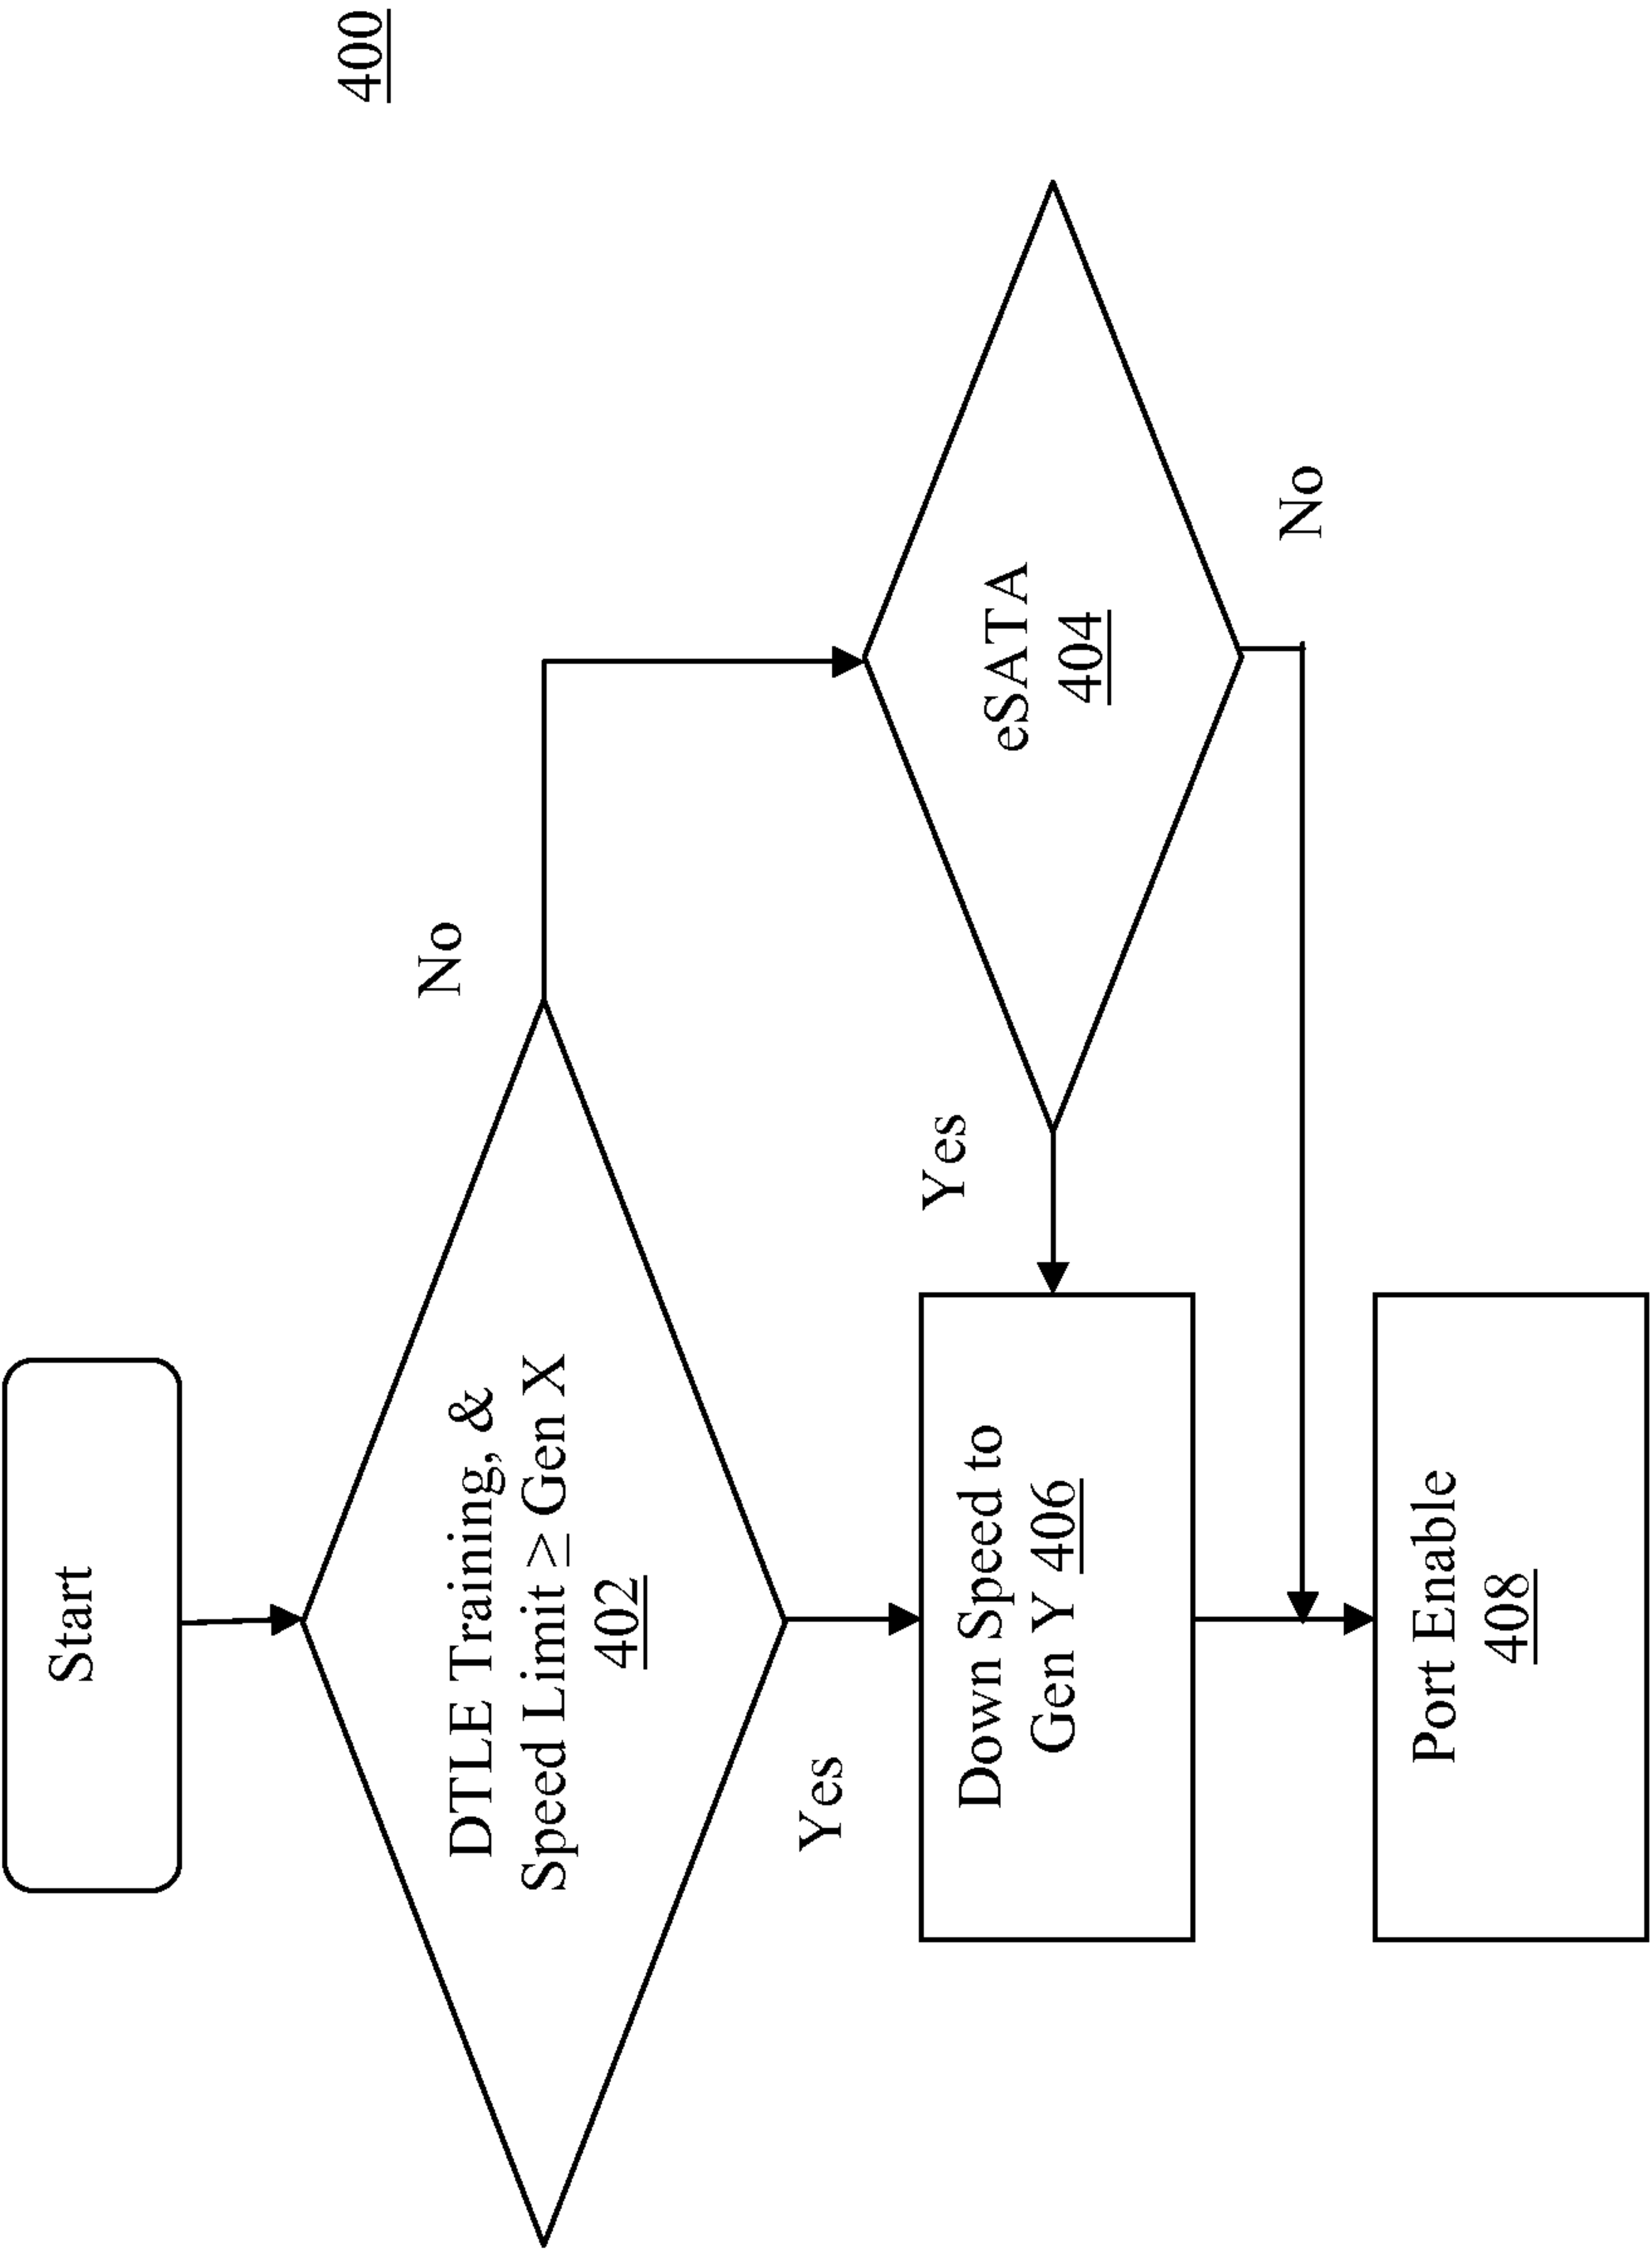 400
Start
DTLE Training, &
Speed Limit ≥ Gen X
402
No
Yes
eSATA
404
Yes
No
Down Speed to
Gen Y 406
Port Enable
408